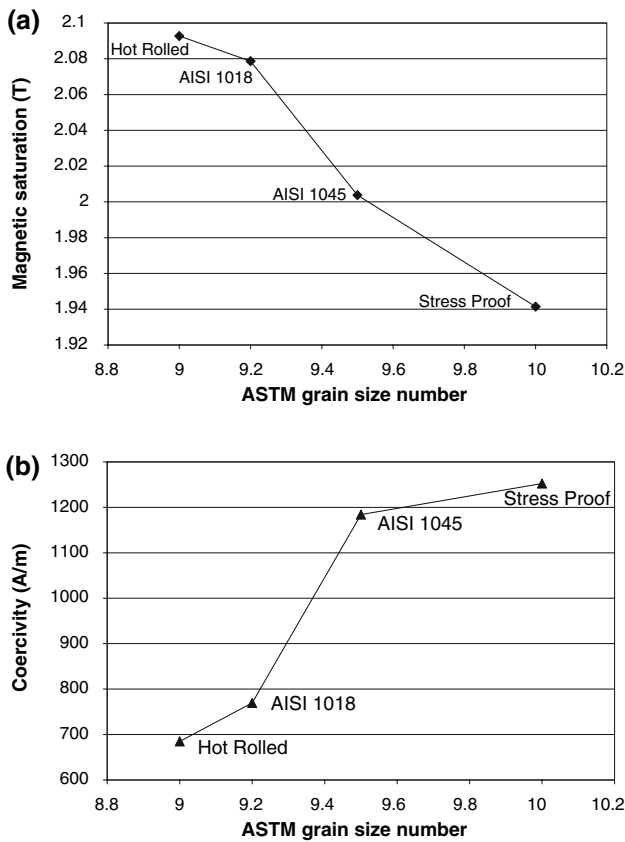 (a)
Magnetic saturation (T)
2.1
2.08
2.06
2.04
2.02
2
1.98
1.96
1.94
1.92
Hot Rolled
AISI 1018
AISI 1045
Stress Proof
8.8 9 9.2 9.4 9.6 9.8 10 10.2
ASTM grain size number
(b)
Coercivity (A/m)
1300
1200
1100
1000
900
800
700
600
Stress Proof
AISI 1045
AISI 1018
Hot Rolled
8.8 9 9.2 9.4 9.6 9.8 10 10.2
ASTM grain size number